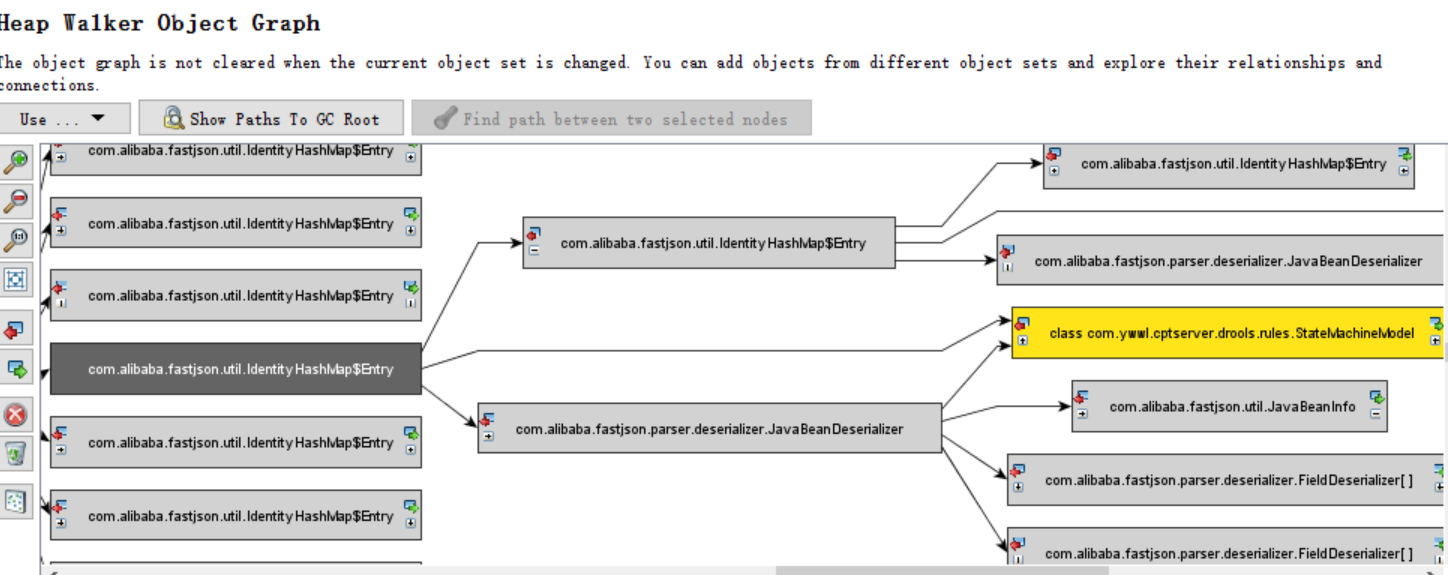 Heap Walker Object Graph
The object graph is not cleared when the current object set is changed. You can add objects from different object sets and explore their relationships and
connections.
Use ... Show Paths To GC Root Find path between two selected nodes
com.alibaba.fastjson.util.IdentityHashMap$Entry
com.alibaba.fastjson.util.IdentityHashMap$Entry
com.alibaba.fastjson.util.IdentityHashMap$Entry
com.alibaba.fastjson.util.IdentityHashMap$Entry
com.alibaba.fastjson.util.IdentityHashMap$Entry
com.alibaba.fastjson.util.IdentityHashMap$Entry
com.alibaba.fastjson.util.IdentityHashMap$Entry
com.alibaba.fastjson.parser.deserializer.JavaBeanDeserializer
com.alibaba.fastjson.util.IdentityHashMap$Entry
com.alibaba.fastjson.parser.deserializer.JavaBeanDeserializer
class com.ywwl.cptserver.drools.rules.StateMachineModel
com.alibaba.fastjson.util.JavaBeanInfo
com.alibaba.fastjson.parser.deserializer.FieldDeserializer[ ]
com.alibaba.fastjson.parser.deserializer.FieldDeserializer[ ]